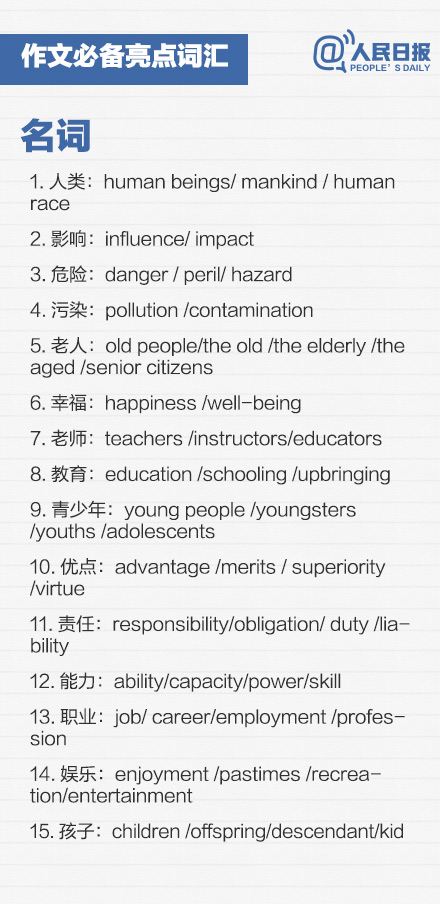 作文必备亮点词汇
@人民日报
PEOPLE'S DAILY
名词
1. 人类：human beings/ mankind / human
race
2. 影响：influence/ impact
3. 危险：danger / peril/ hazard
4. 污染：pollution /contamination
5. 老人：old people/the old /the elderly /the
aged /senior citizens
6. 幸福：happiness /well-being
7. 老师：teachers /instructors/educators
8. 教育：education /schooling /upbringing
9. 青少年：young people /youngsters
/youths /adolescents
10. 优点：advantage /merits / superiority
/virtue
11. 责任：responsibility/obligation/ duty /lia-
bility
12. 能力：ability/capacity/power/skill
13. 职业：job/ career/employment /profes-
sion
14. 娱乐：enjoyment /pastimes /recrea-
tion/entertainment
15. 孩子：children /offspring/descendant/kid